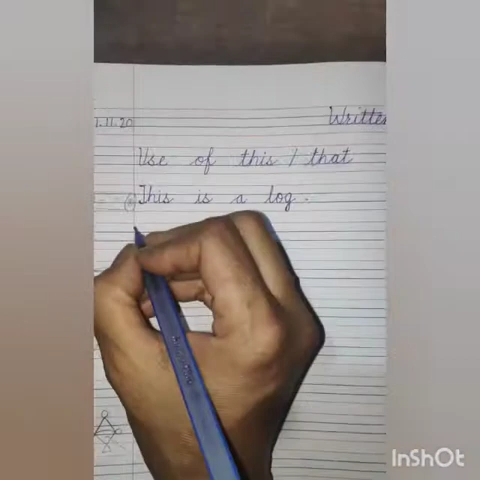 1.11.20
Written
Use of this / that
This is a log.
InShOt